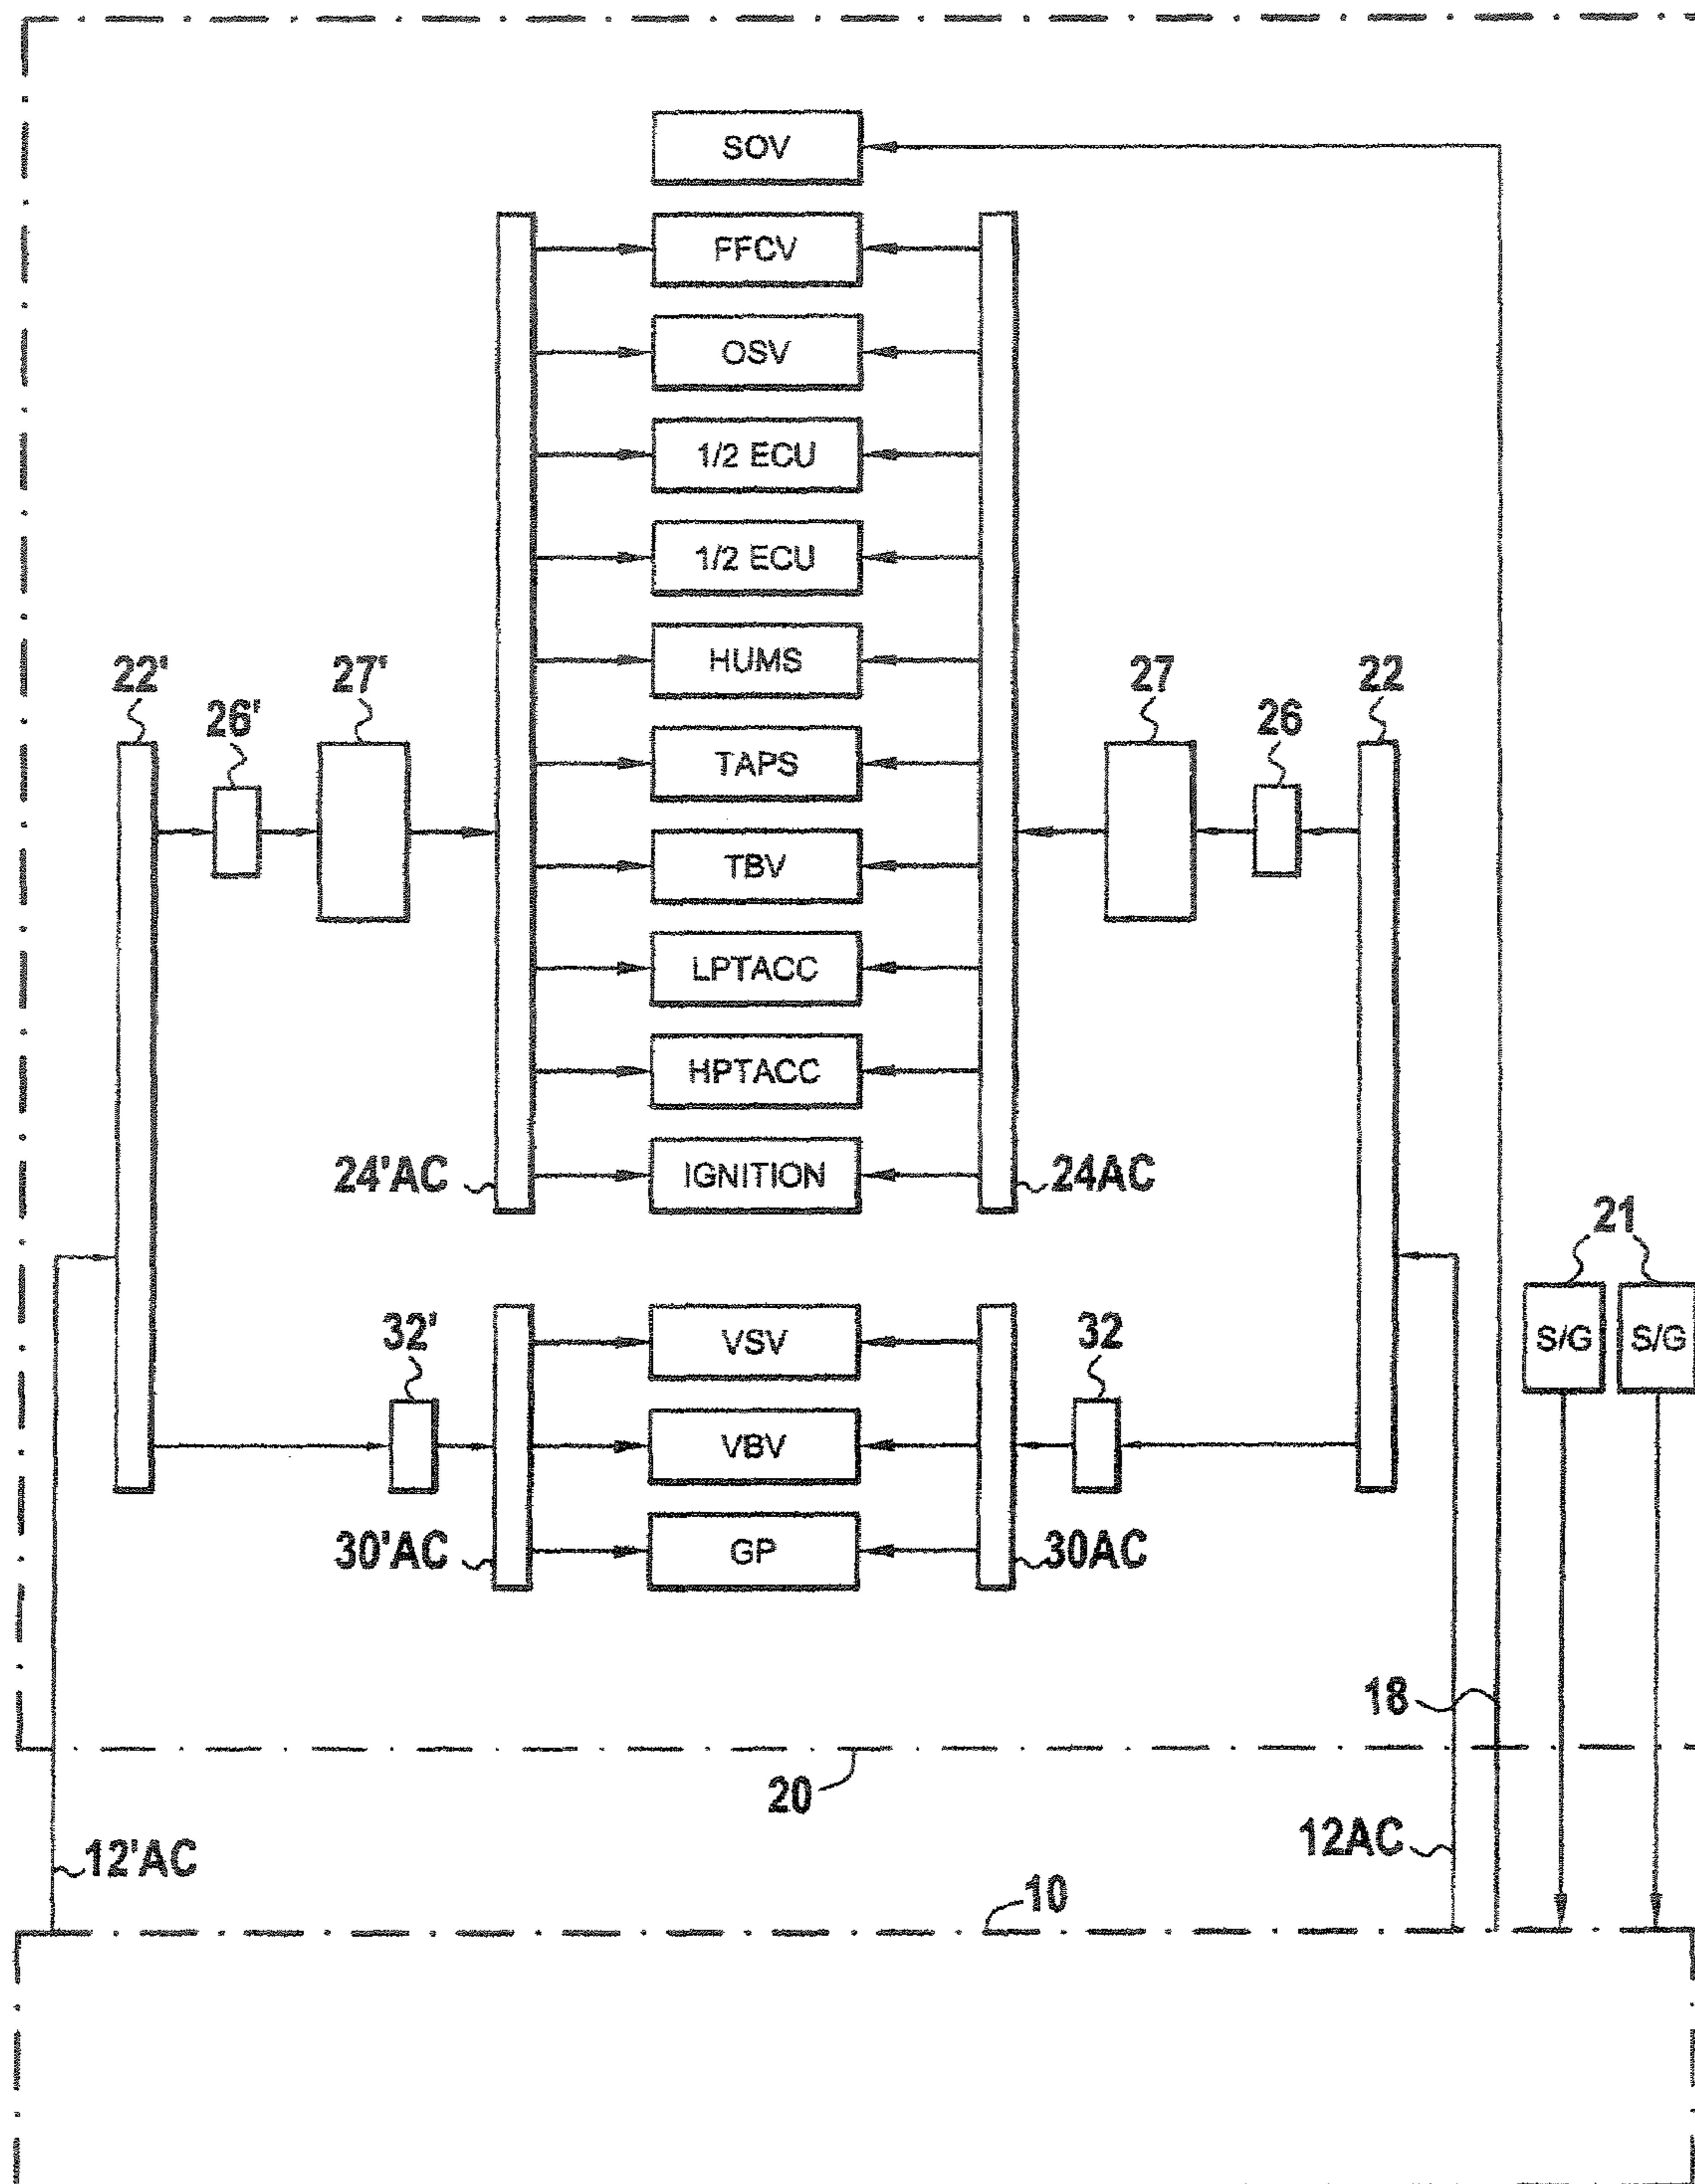 SOV
FFCV
OSV
1/2 ECU
1/2 ECU
HUMS
22'
27'
27
22
26'
26
TAPS
TBV
LPTACC
HPTACC
24'AC
IGNITION
24AC
21
32'
VSV
32
S/G
S/G
VBV
30'AC
GP
30AC
18
20
12'AC
12AC
10